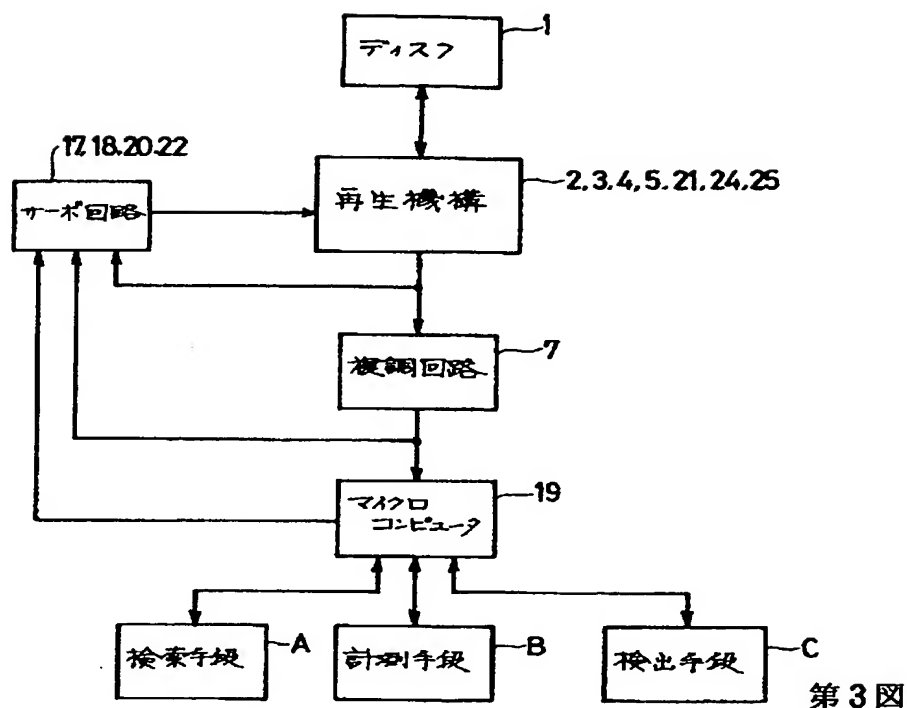 1
ディスク
17,18.20.22
サーボ回路
再生機構
2,3,4,5.21,24.25
復調回路
7
マイクロ
コンピュータ
19
検索手段
A
計測手段
B
検出手段
C
第3図